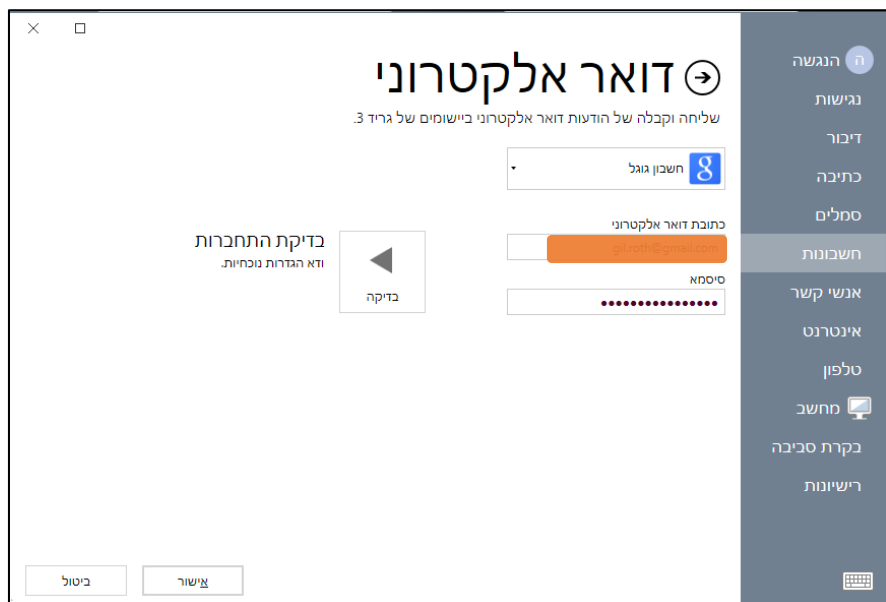 ה הנגשה
נגישות
דיבור
כתיבה
סמלים
חשבונות
אנשי קשר
אינטרנט
טלפון
מחשב
בקרת סביבה
רישיונות
דואר אלקטרוני
שליחה וקבלה של הודעות דואר אלקטרוני ביישומים של גריד 3.
g חשבון גוגל
כתובת דואר אלקטרוני
סיסמא
בדיקת התחברות
ודא הגדרות נוכחיות.
בדיקה
אישור
ביטול